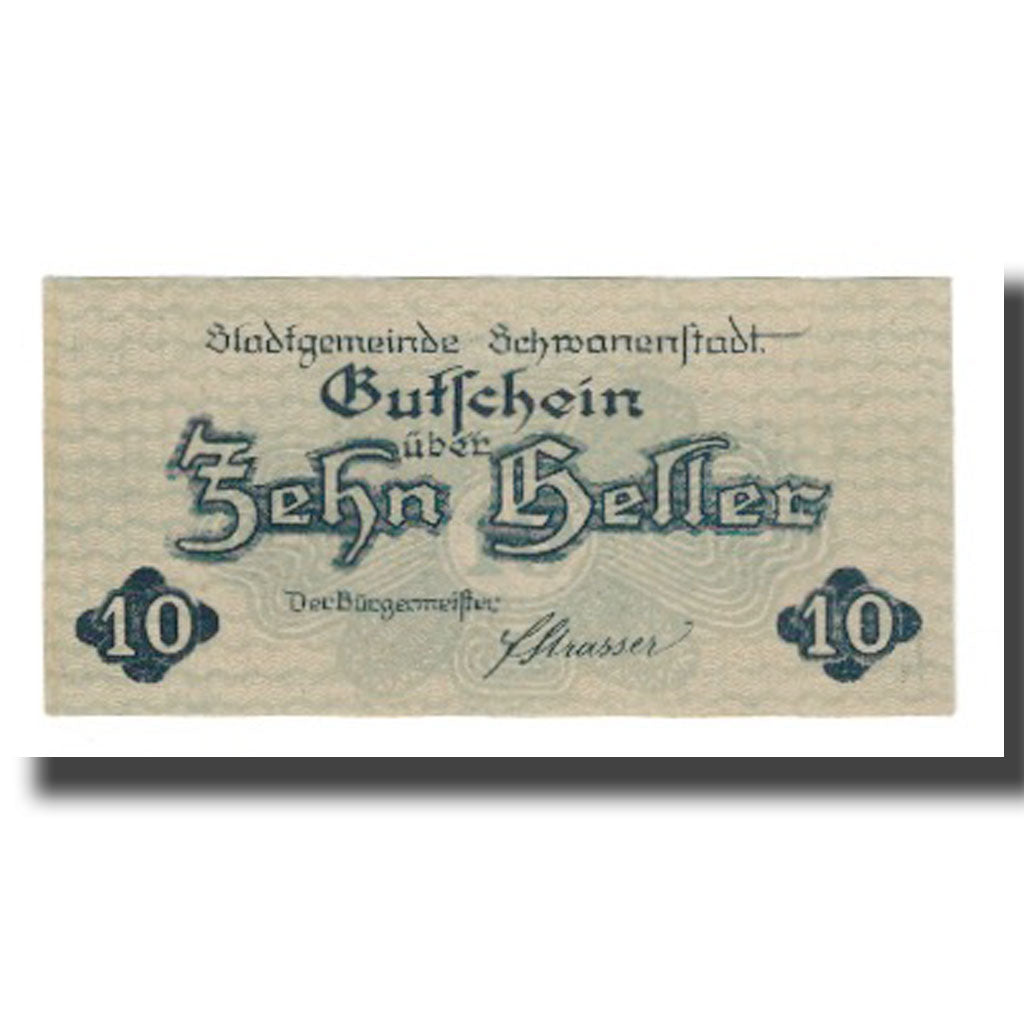 Stadtgemeinde Schwanenstadt.
Gutschein
über
Zehn Heller
10
10
Der Bürgermeister
Strasser